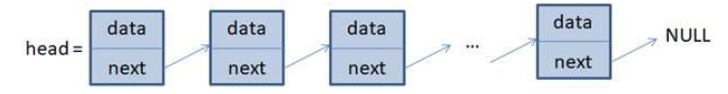 head =
data
next
data
next
data
next
...
data
next
NULL